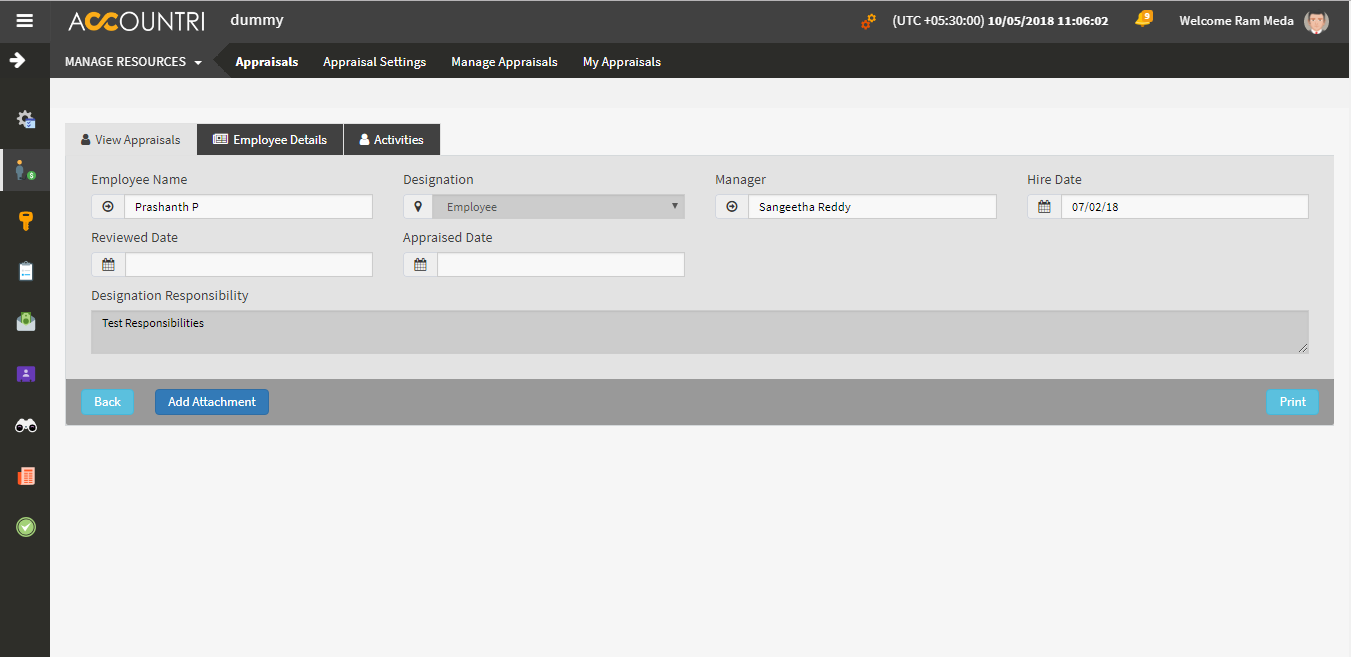 ACCOUNTRI dummy (UTC +05:30:00) 10/05/2018 11:06:02 9 Welcome Ram Meda
MANAGE RESOURCES Appraisals Appraisal Settings Manage Appraisals My Appraisals
View Appraisals Employee Details Activities
Employee Name Designation Manager Hire Date
Prashanth P Employee Sangeetha Reddy 07/02/18
Reviewed Date Appraised Date
Designation Responsibility
Test Responsibilities
Back Add Attachment Print